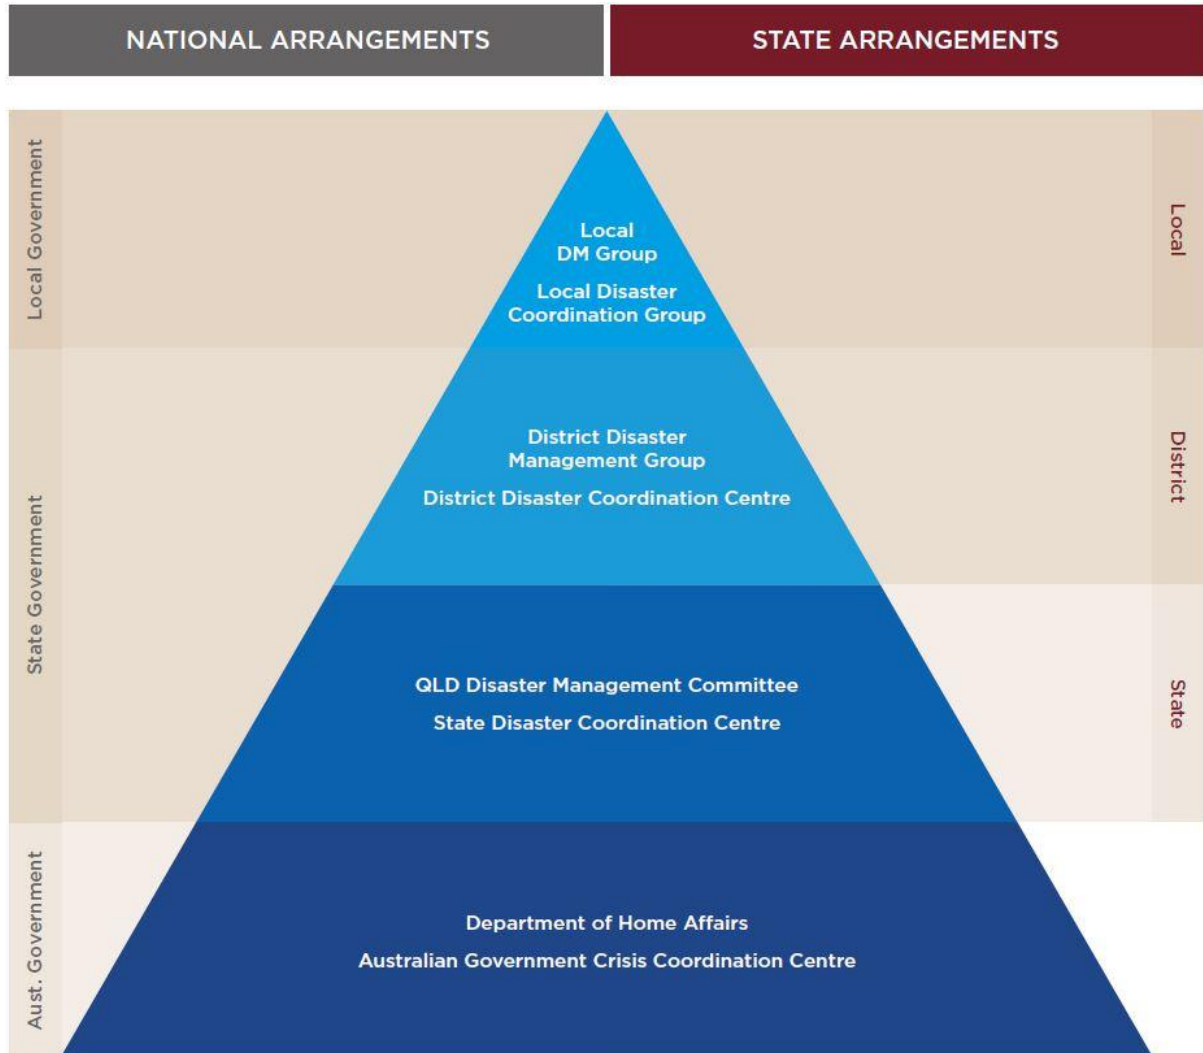 NATIONAL ARRANGEMENTS
STATE ARRANGEMENTS
Local Government
Local
DM Group
Local Disaster
Coordination Group
Local
State Government
District Disaster
Management Group
District Disaster Coordination Centre
District
QLD Disaster Management Committee
State Disaster Coordination Centre
State
Aust. Government
Department of Home Affairs
Australian Government Crisis Coordination Centre